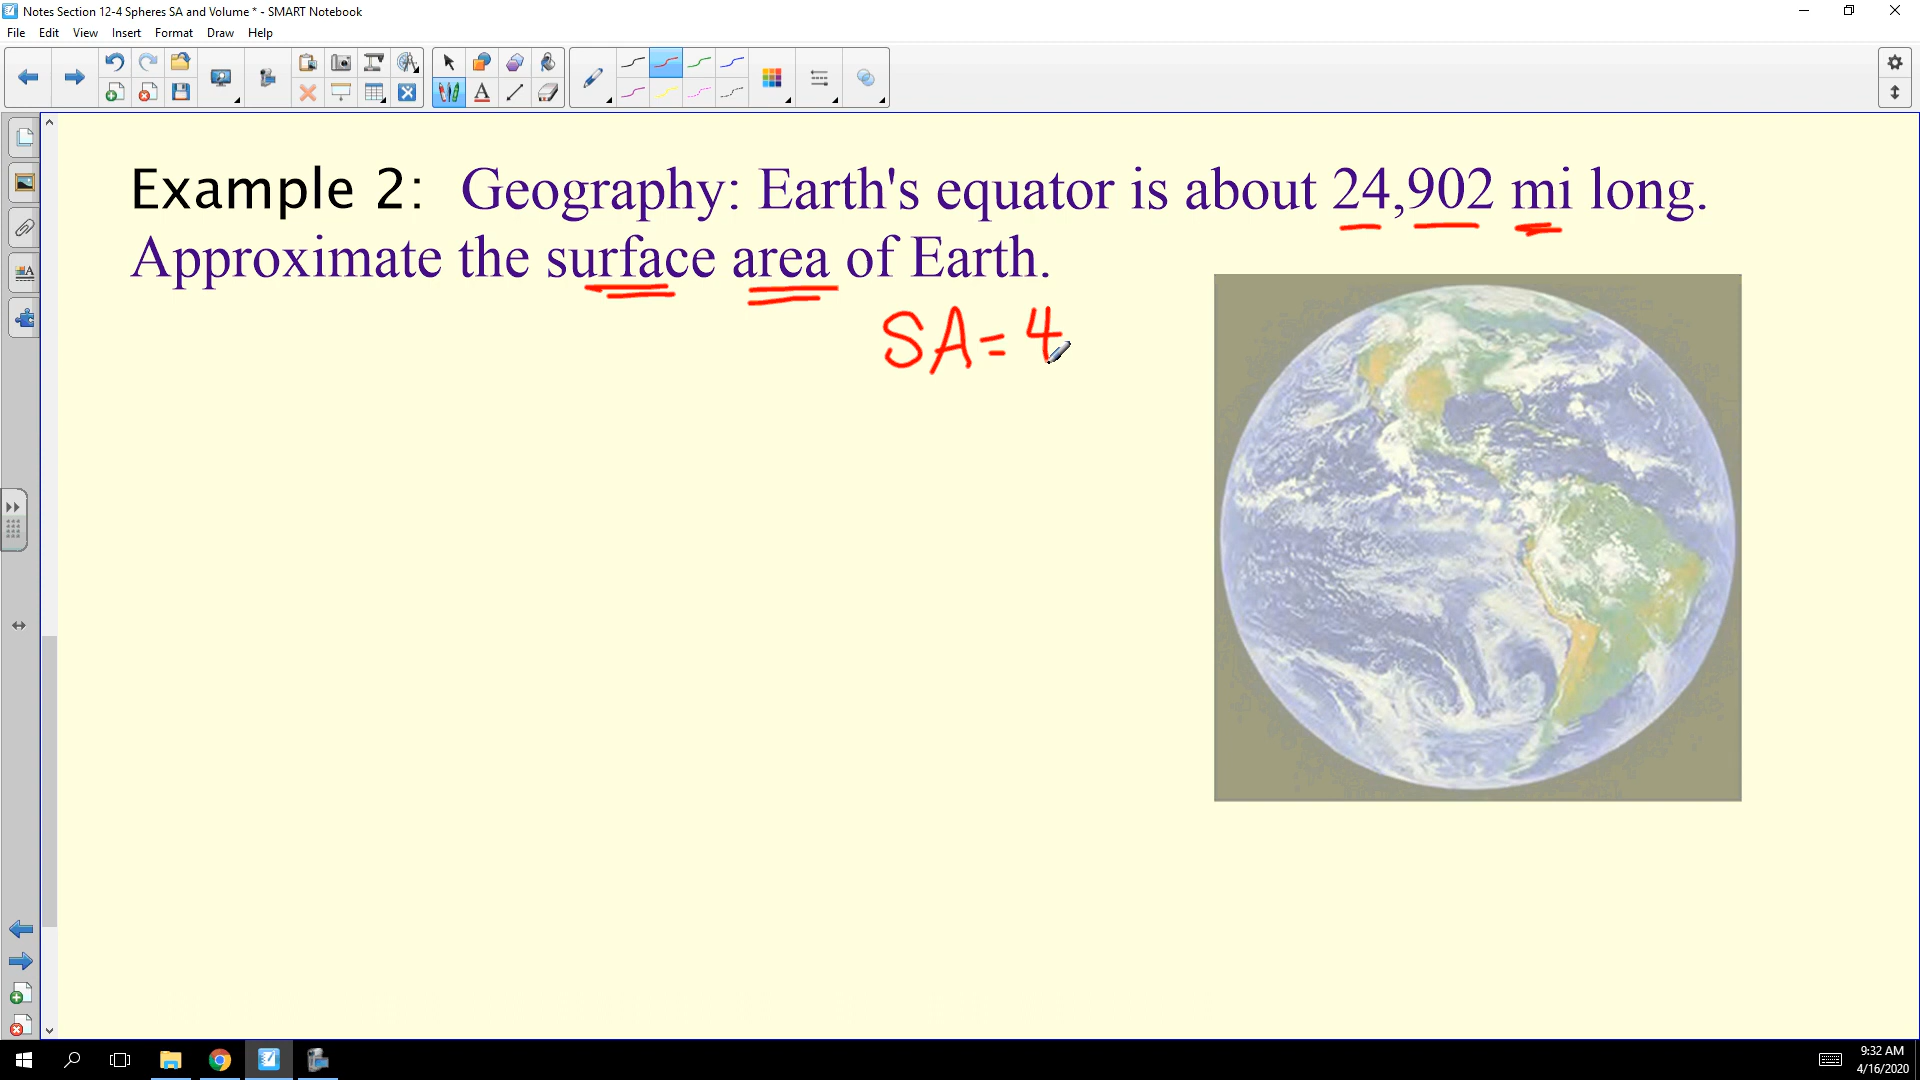 Notes Section 12-4 Spheres SA and Volume * - SMART Notebook
File Edit View Insert Format Draw Help
Example 2: Geography: Earth's equator is about 24,902 mi long.
Approximate the surface area of Earth.
SA = 4
9:32 AM
4/16/2020